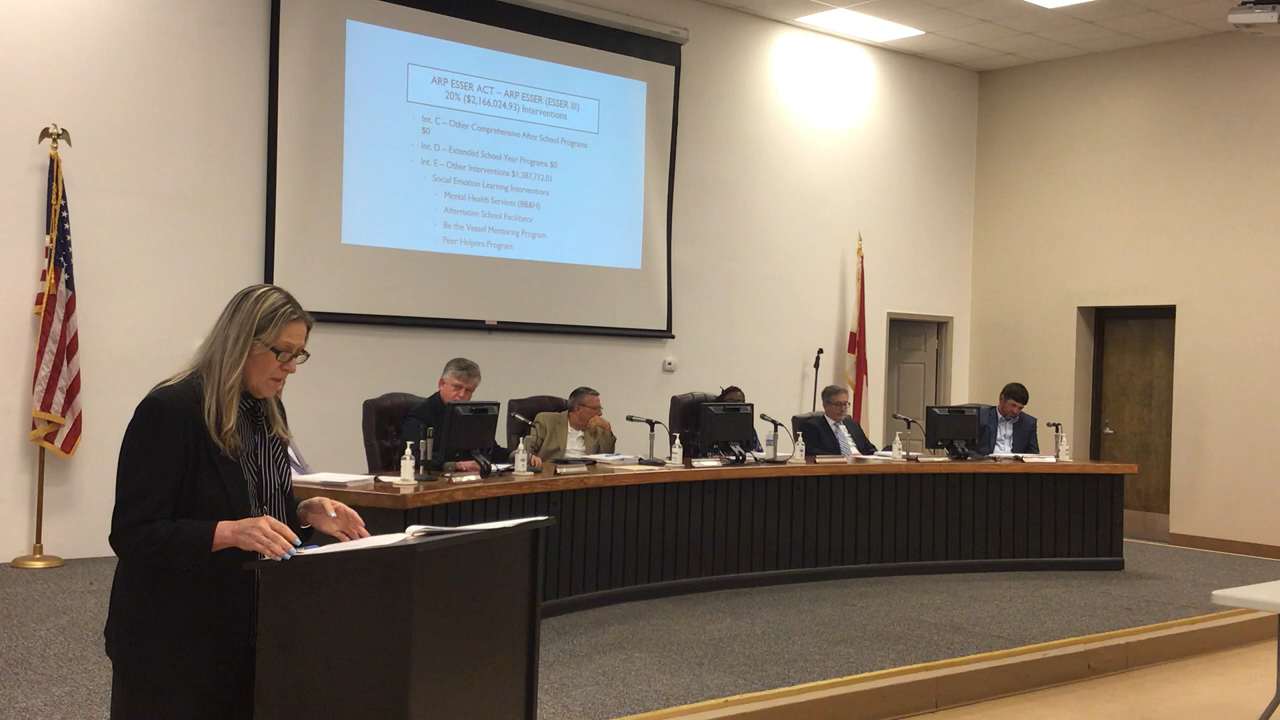 ARP ESSER ACT – ARP ESSER (ESSER III)
20% ($2,166,024.93) Interventions
Int. C – Other Comprehensive After School Programs
$0
Int. D – Extended School Year Programs $0
Int. E – Other Interventions $1,387,712.01
Social Emotion Learning Interventions
Mental Health Services (BB&H)
Alternative School Facilitator
Be the Vessel Mentoring Program
Peer Helpers Program